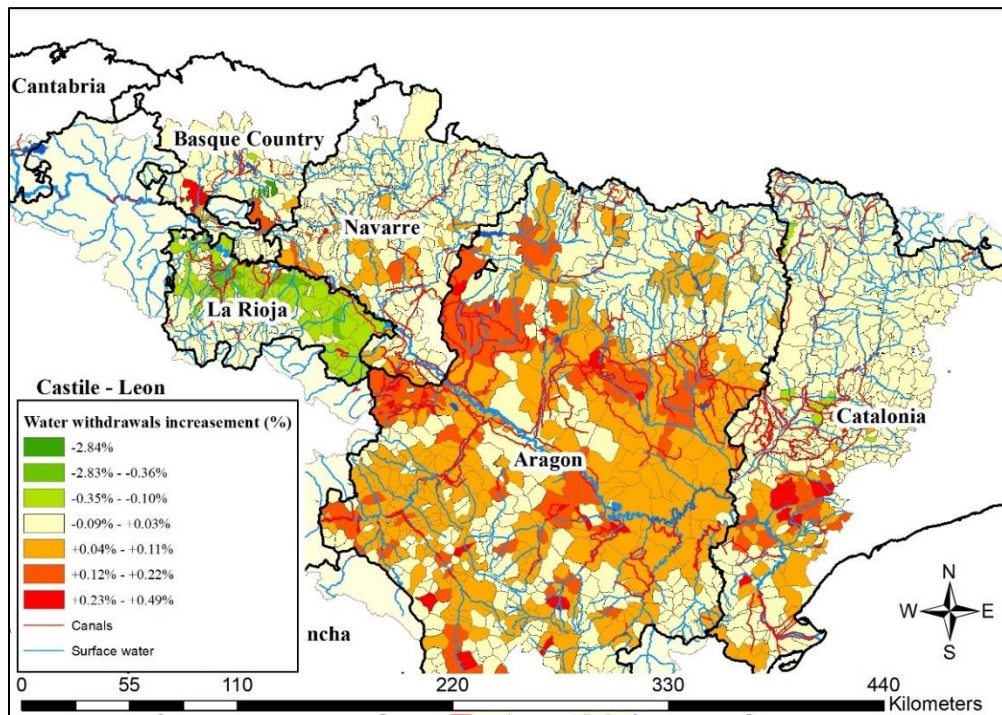 Cantabria
Basque Country
Navarre
La Rioja
Castile - Leon
Catalonia
Aragon
Water withdrawals increasement (%)
-2.84%
-2.83% - -0.36%
-0.35% - -0.10%
-0.09% - +0.03%
+0.04% - +0.11%
+0.12% - +0.22%
+0.23% - +0.49%
Canals
Surface water
ncha
N
W E
S
0 55 110 220 330 440
Kilometers